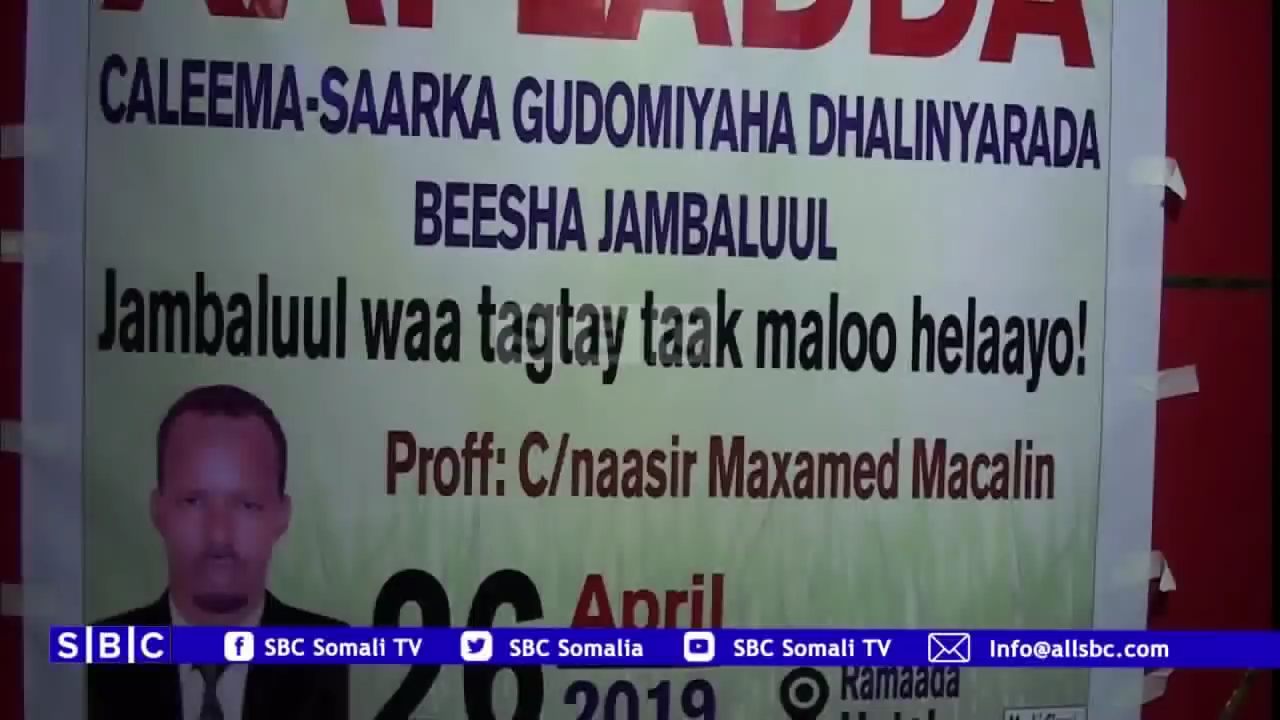 CALEEMA-SAARKA GUDOMIYAHA DHALINYARADA
BEESHA JAMBALUUL
Jambaluul waa tagtay taak maloo helaayo!
Proff: C/naasir Maxamed Macalin
26 April
2019
Ramaada
SBC SBC Somali TV SBC Somalia SBC Somali TV Info@allsbc.com